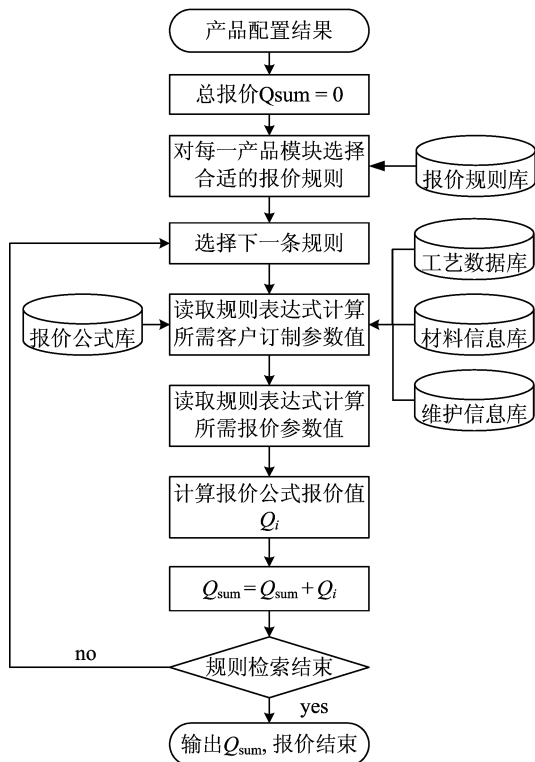 产品配置结果
总报价Qsum = 0
对每一产品模块选择
合适的报价规则
报价规则库
选择下一条规则
工艺数据库
读取规则表达式计算
所需客户订制参数值
报价公式库
材料信息库
读取规则表达式计算
所需报价参数值
维护信息库
计算报价公式报价值
Qi
Qsum = Qsum + Qi
no
规则检索结束
yes
输出Qsum, 报价结束